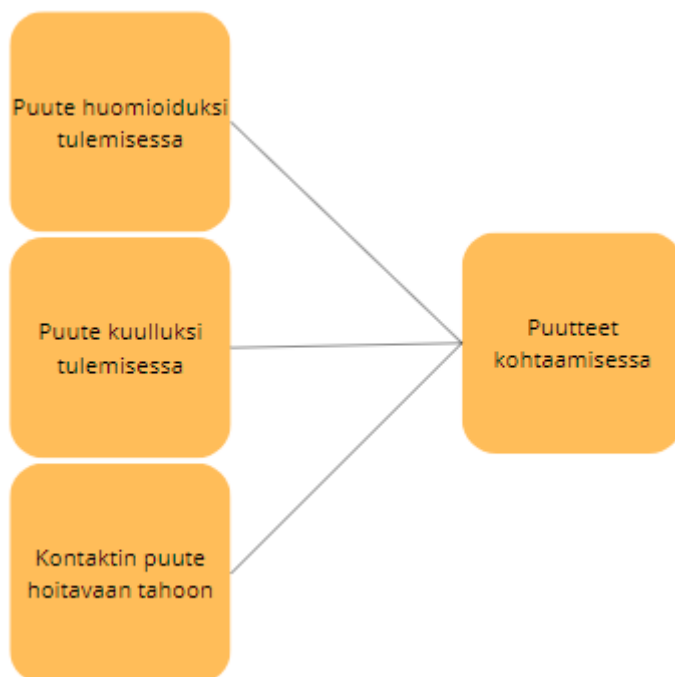 Puute huomioiduksi
tulemisessa
Puute kuulluksi
tulemisessa
Kontaktin puute
hoitavaan tahoon
Puutteet
kohtaamisessa